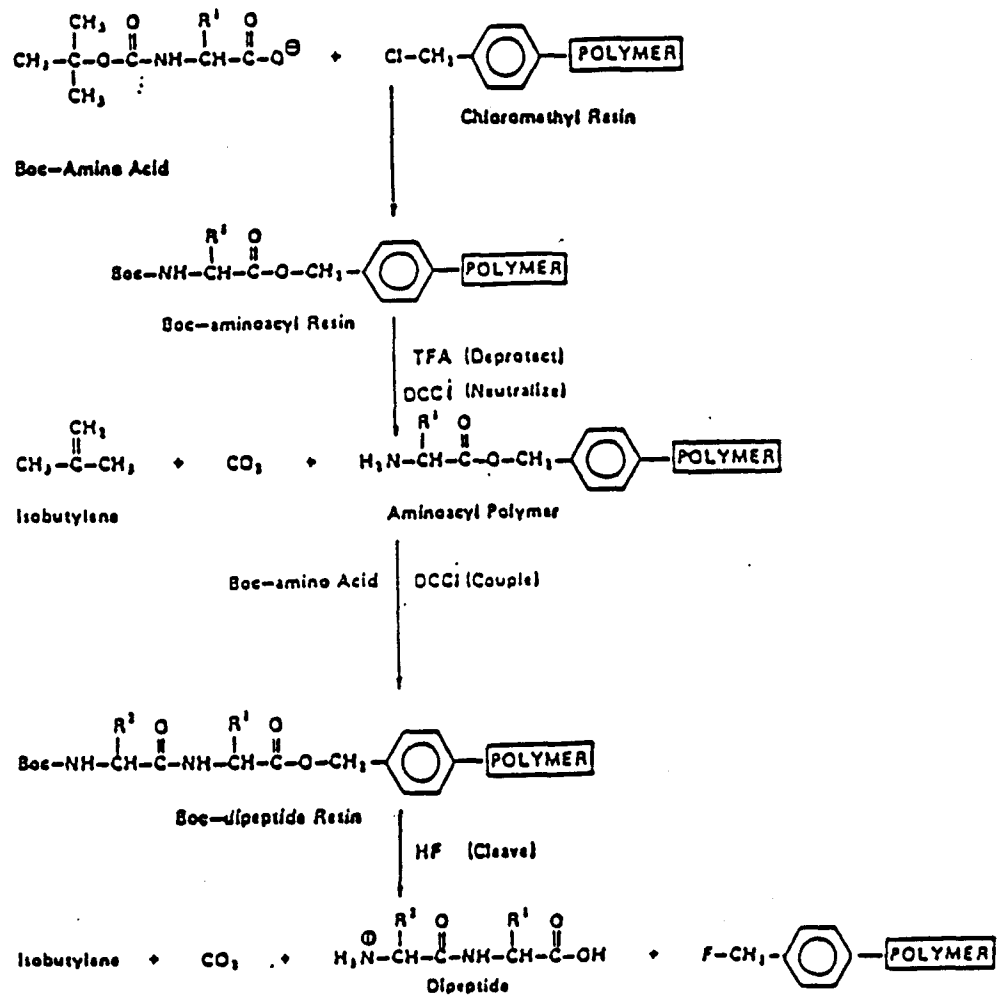 CH₃ O R¹ O
CH₃–C–O–C–NH–CH–C–O⊖ + Cl–CH₂– POLYMER
CH₃
Chloromethyl Resin
Boc–Amino Acid
R¹ O
Boc–NH–CH–C–O–CH₂– POLYMER
Boc–aminoacyl Resin
TFA (Deprotect)
DCCi (Neutralize)
CH₂ R¹ O
CH₃–C–CH₃ + CO₂ + H₂N–CH–C–O–CH₂– POLYMER
Isobutylene Aminoacyl Polymer
Boc–amino Acid DCCi (Couple)
R² O R¹ O
Boc–NH–CH–C–NH–CH–C–O–CH₂– POLYMER
Boc–dipeptide Resin
HF (Cleave)
⊕ R² O R¹ O
Isobutylene + CO₂ + H₃N–CH–C–NH–CH–C–OH + F–CH₂– POLYMER
Dipeptide